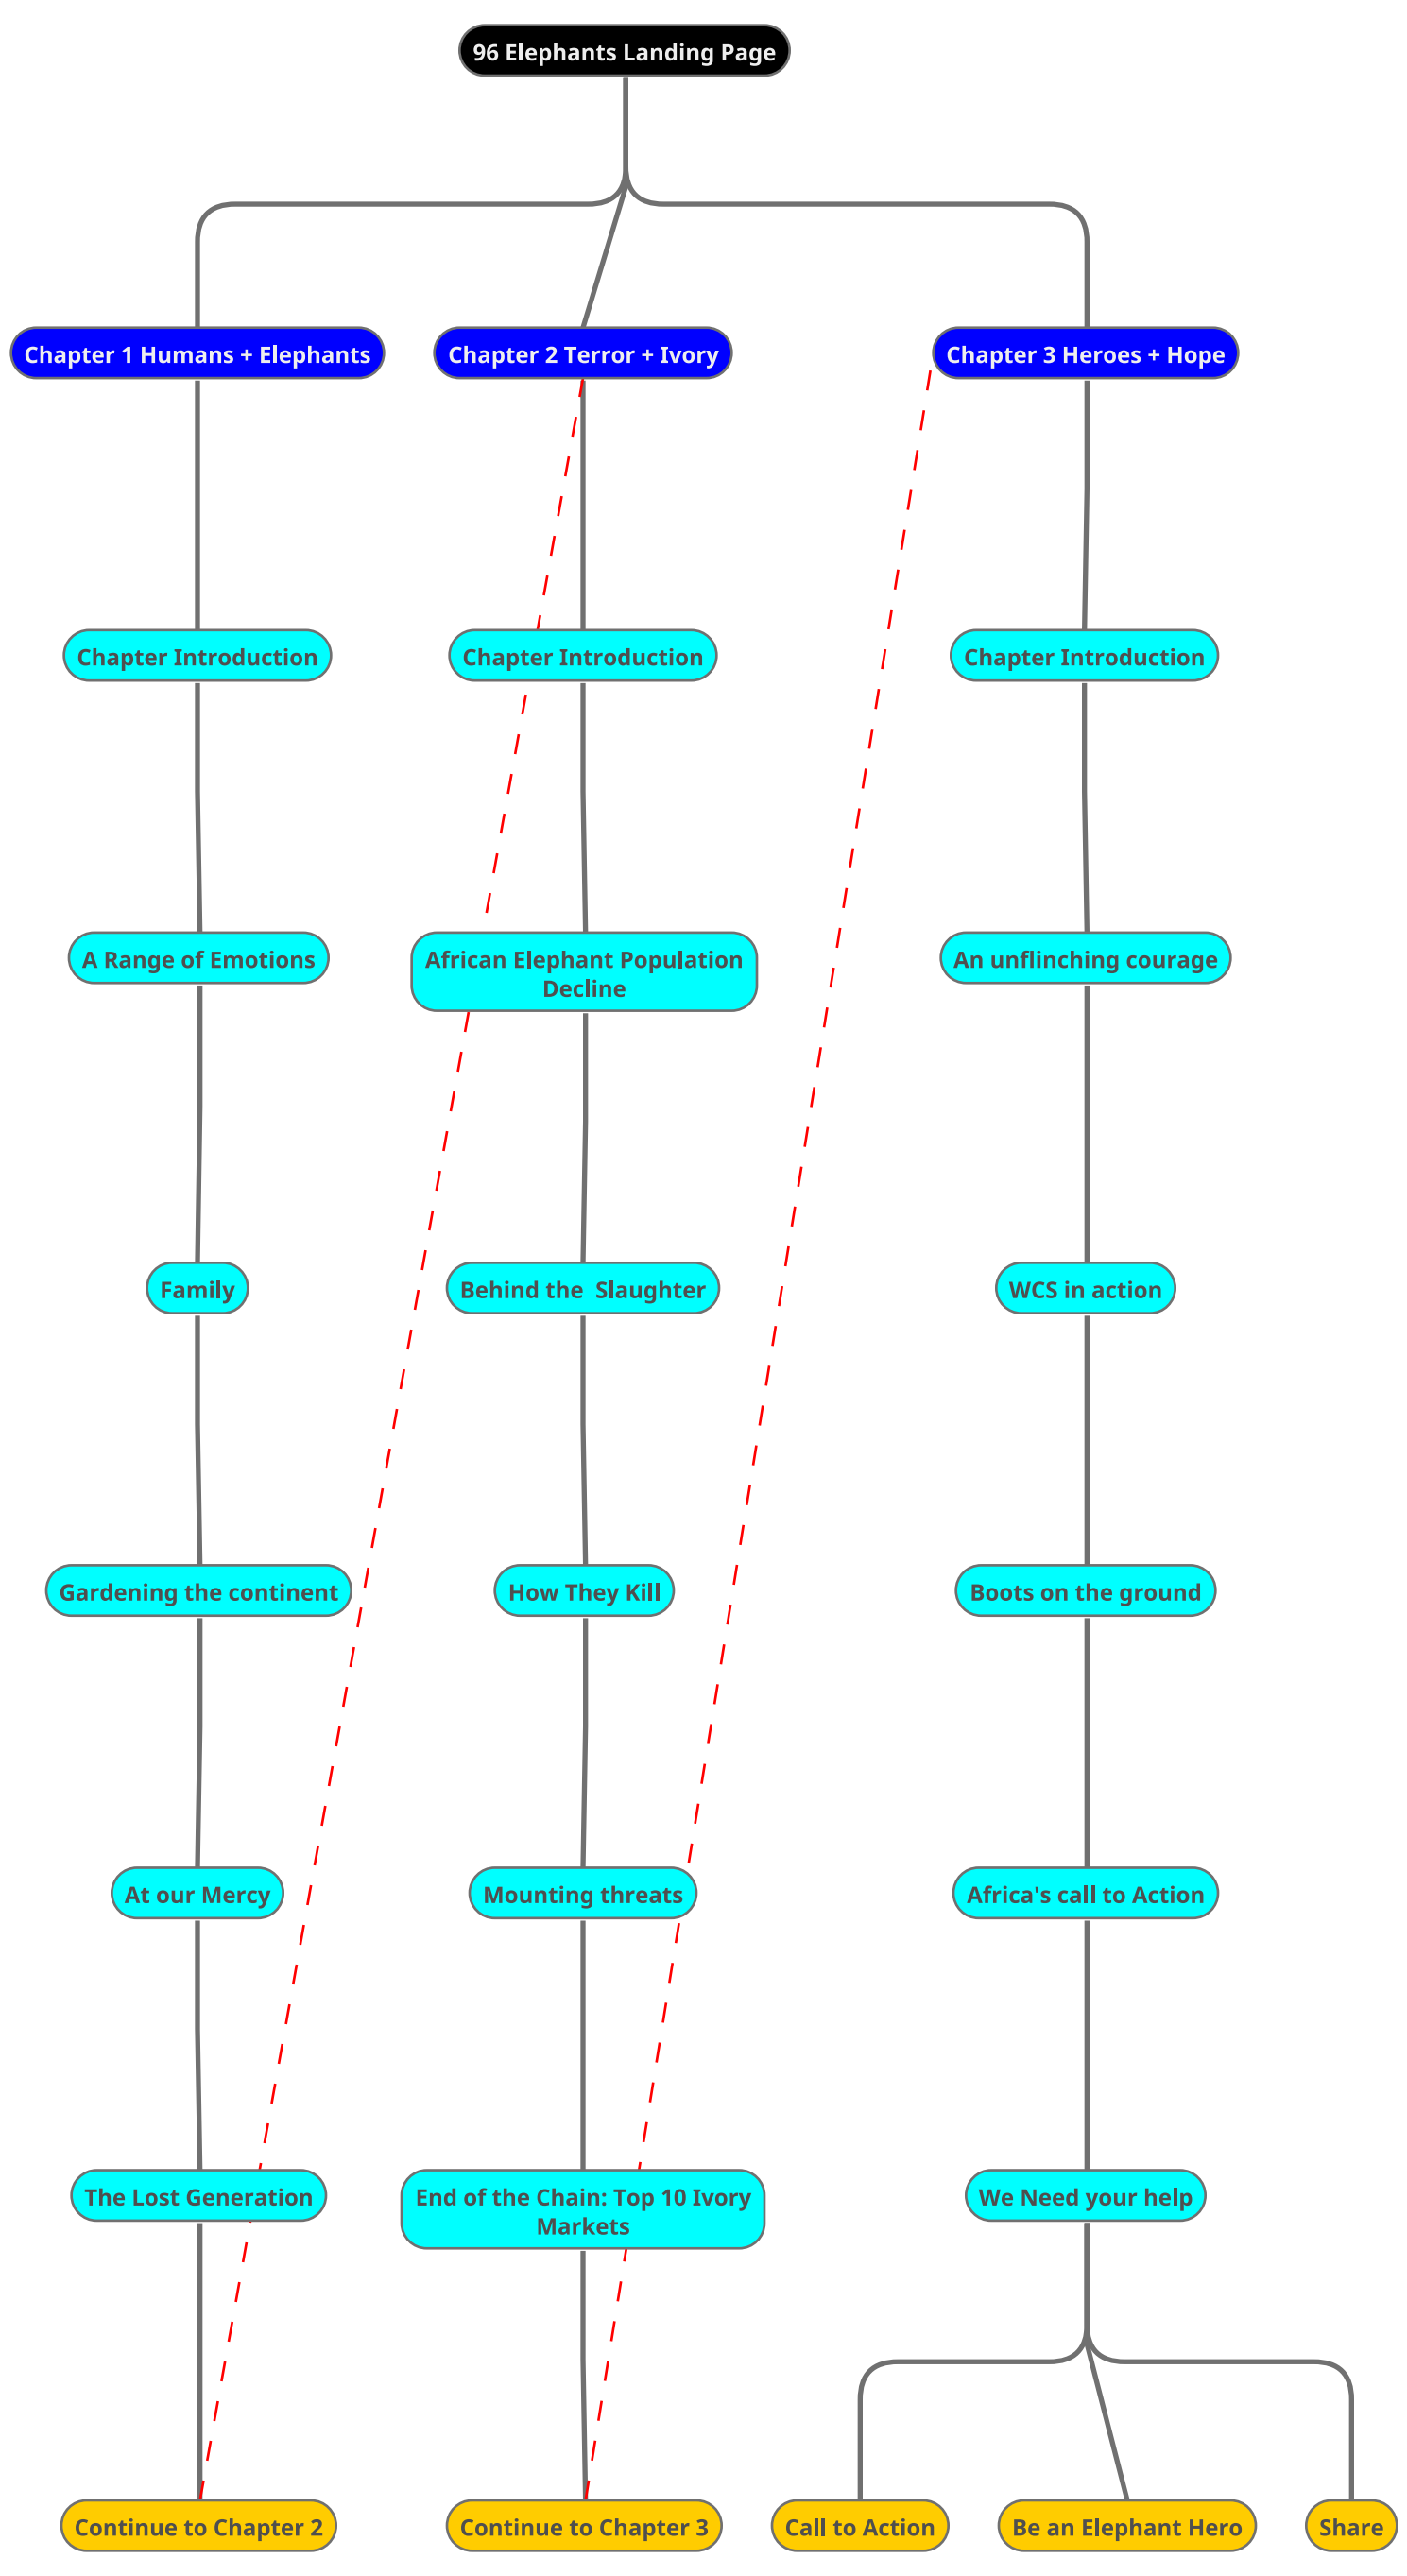 96 Elephants Landing Page
Chapter 1 Humans + Elephants
Chapter 2 Terror + Ivory
Chapter 3 Heroes + Hope
Chapter Introduction
Chapter Introduction
Chapter Introduction
A Range of Emotions
African Elephant Population
Decline
An unflinching courage
Family
Behind the  Slaughter
WCS in action
Gardening the continent
How They Kill
Boots on the ground
At our Mercy
Mounting threats
Africa's call to Action
The Lost Generation
End of the Chain: Top 10 Ivory
Markets
We Need your help
Continue to Chapter 2
Continue to Chapter 3
Call to Action
Be an Elephant Hero
Share